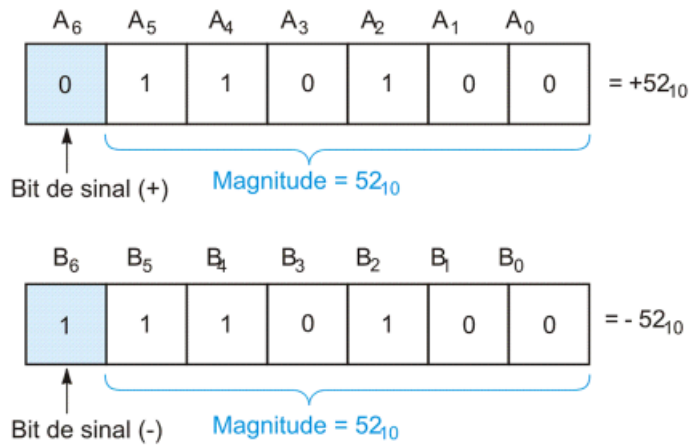 A₆ A₅ A₄ A₃ A₂ A₁ A₀
0 1 1 0 1 0 0 = +52₁₀
Bit de sinal (+) Magnitude = 52₁₀
B₆ B₅ B₄ B₃ B₂ B₁ B₀
1 1 1 0 1 0 0 = - 52₁₀
Bit de sinal (-) Magnitude = 52₁₀